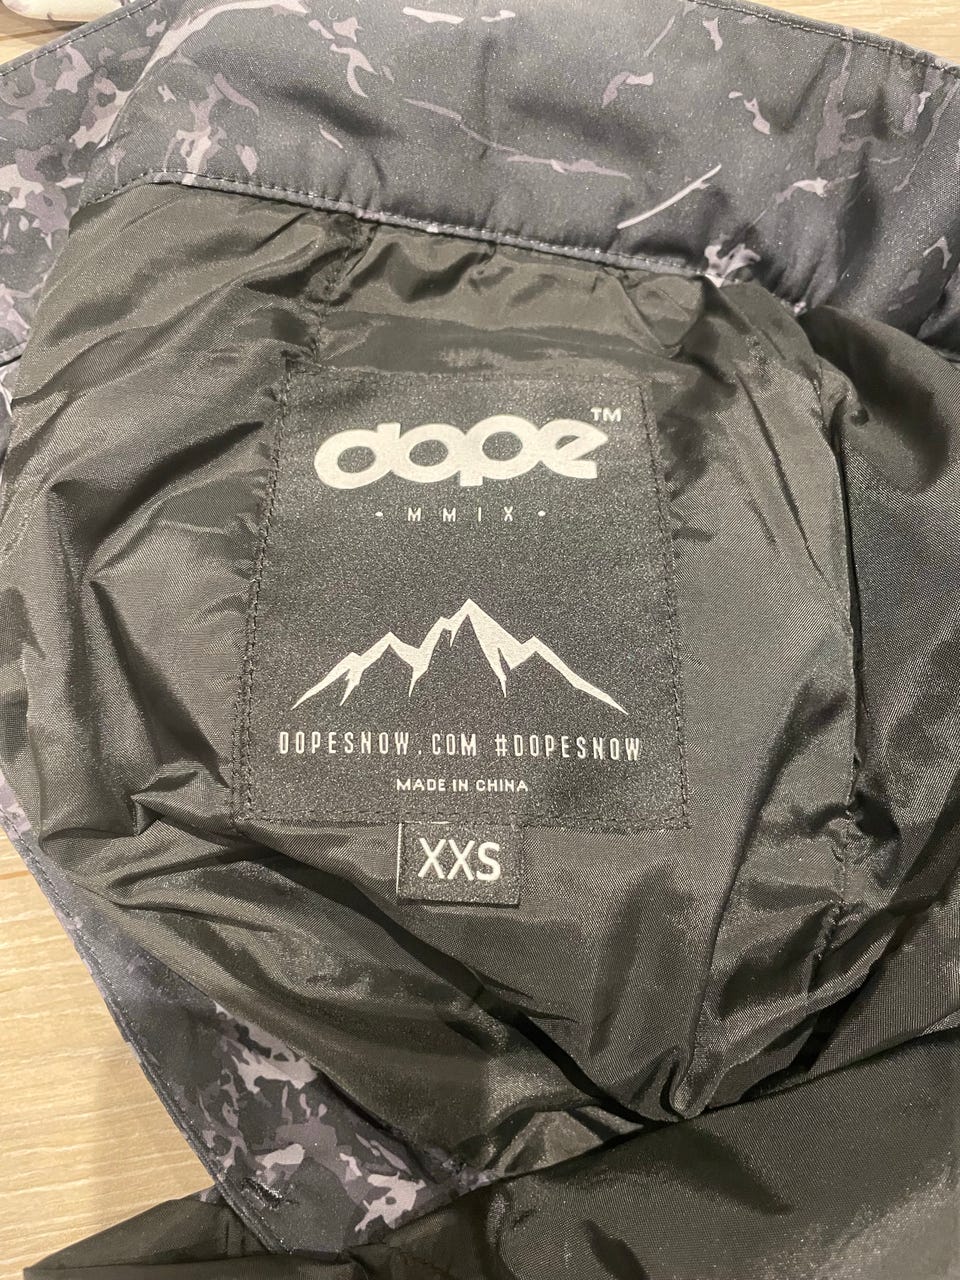 dope™
• MMIX •
DOPESNOW.COM #DOPESNOW
MADE IN CHINA
XXS